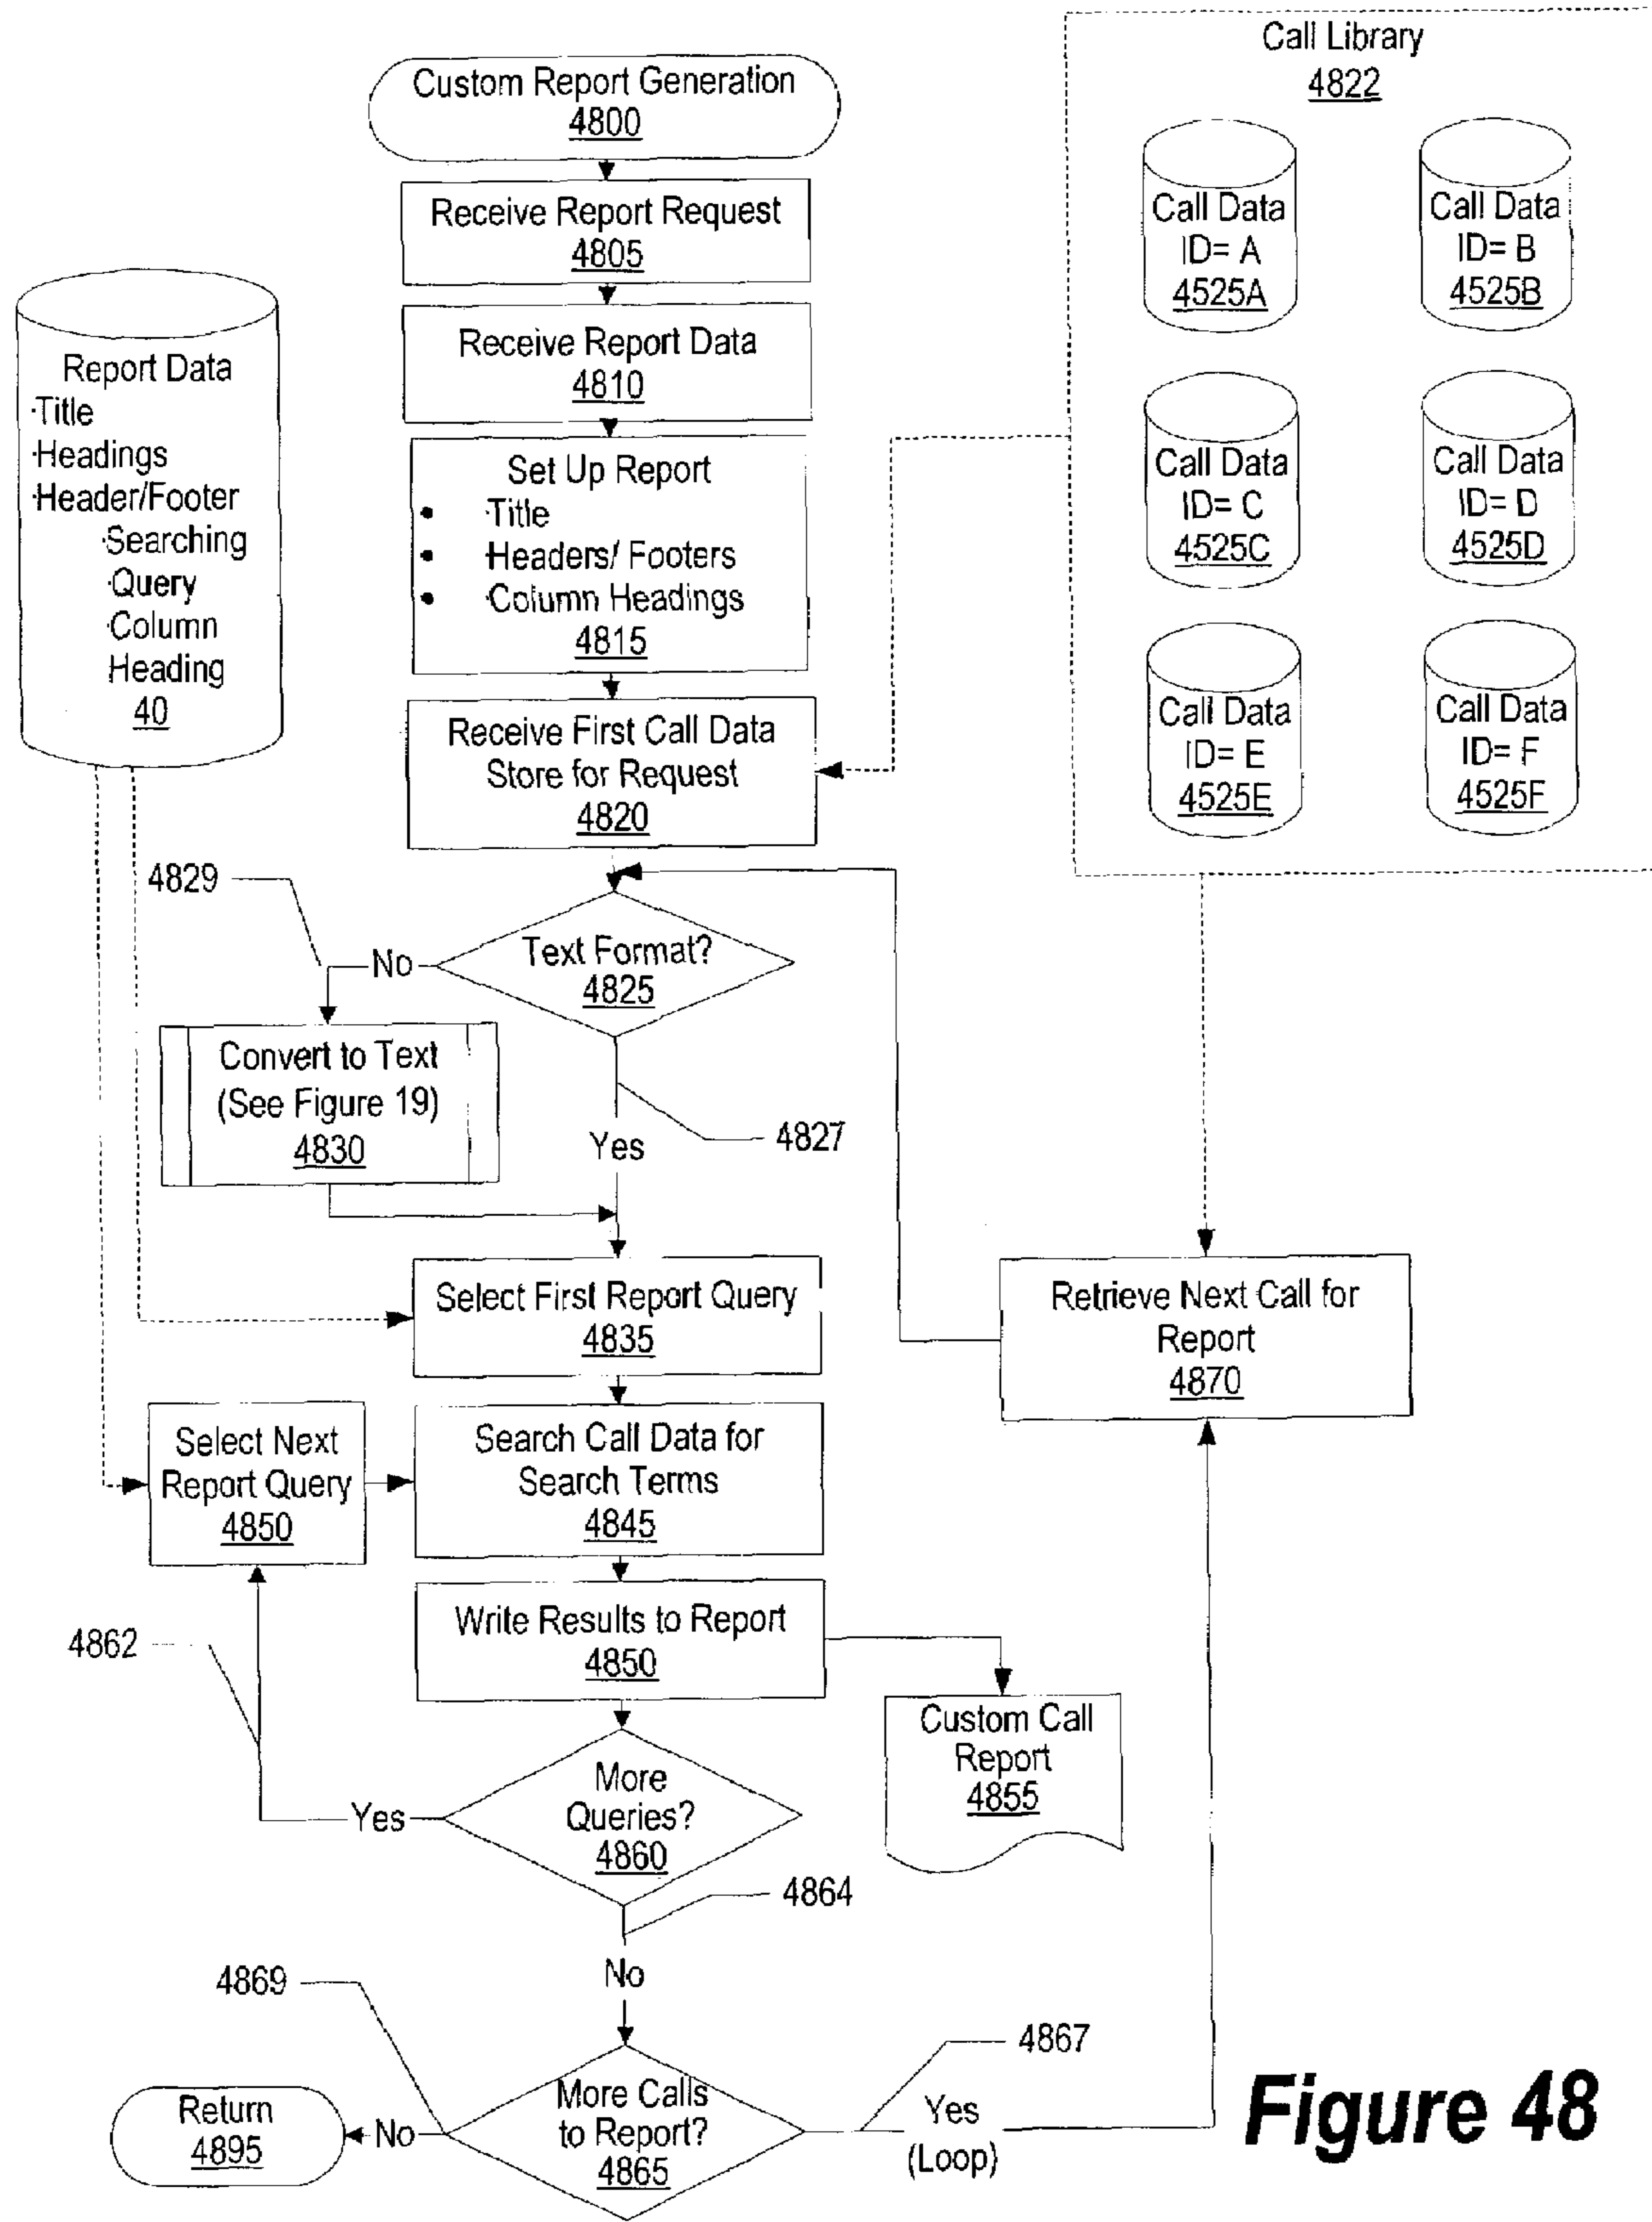 Call Library
4822
Call Data
ID= A
4525A
Call Data
ID= B
4525B
Call Data
ID= C
4525C
Call Data
ID= D
4525D
Call Data
ID= E
4525E
Call Data
ID= F
4525F
Custom Report Generation
4800
Receive Report Request
4805
Receive Report Data
4810
Report Data
·Title
·Headings
·Header/Footer
·Searching
·Query
·Column
Heading
40
Set Up Report
• ·Title
• ·Headers/ Footers
• ·Column Headings
4815
Receive First Call Data
Store for Request
4820
4829
No
Text Format?
4825
Convert to Text
(See Figure 19)
4830
Yes
4827
Select First Report Query
4835
Retrieve Next Call for
Report
4870
Select Next
Report Query
4850
Search Call Data for
Search Terms
4845
Write Results to Report
4850
4862
Custom Call
Report
4855
Yes
More
Queries?
4860
4864
No
4869
4867
Return
4895
No
More Calls
to Report?
4865
Yes
(Loop)
Figure 48